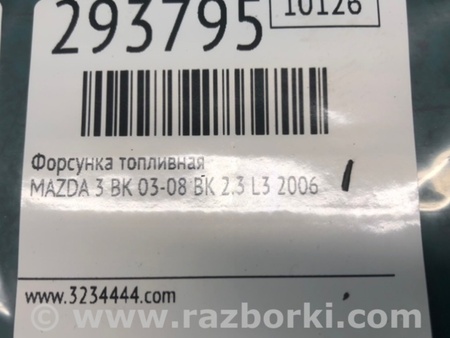 293795 10126
Форсунка топливная
MAZDA 3 BK 03-08 BK 2.3 L3 2006
www.3234444.com
www.razborki.com